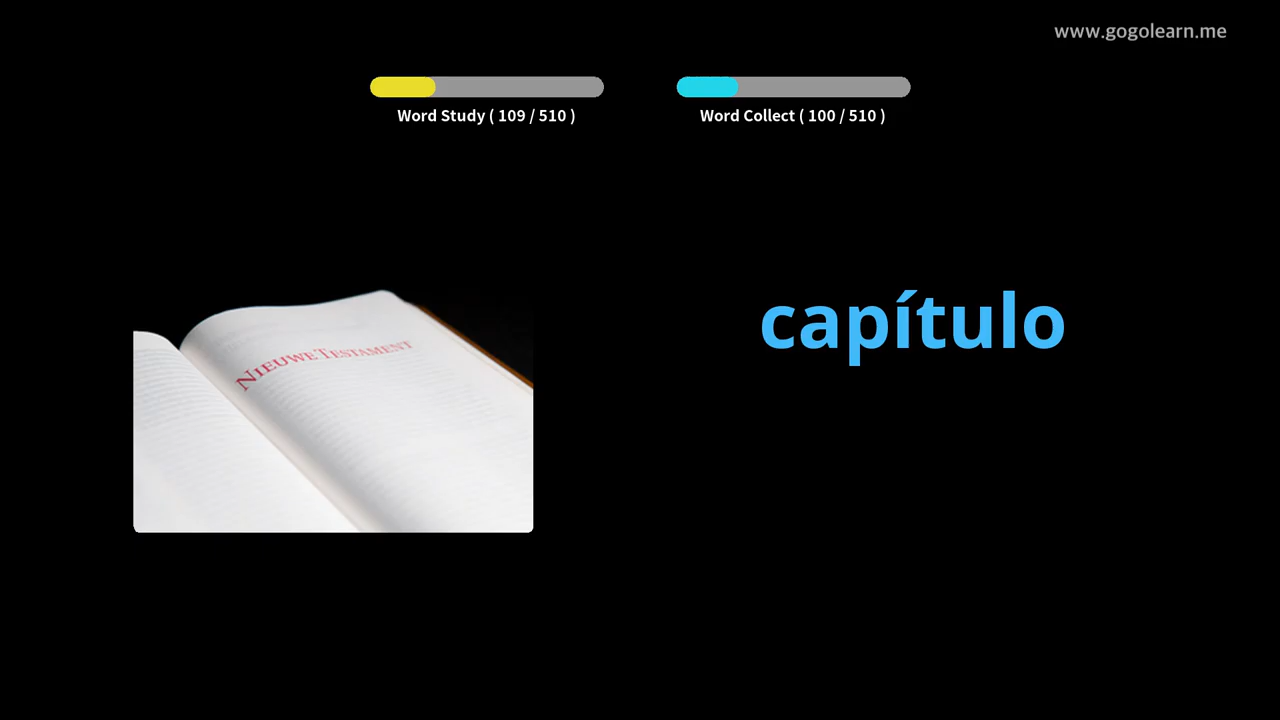 www.gogolearn.me
Word Study ( 109 / 510 )
Word Collect ( 100 / 510 )
capítulo
NIEUWE TESTAMENT